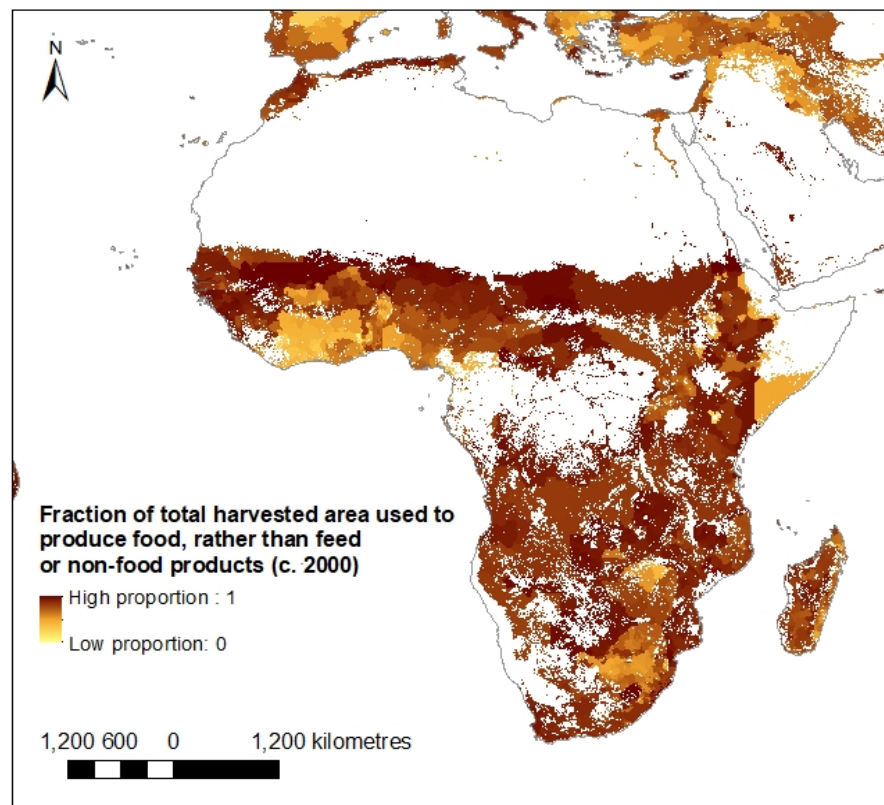 N
Fraction of total harvested area used to
produce food, rather than feed
or non-food products (c. 2000)
High proportion : 1
Low proportion: 0
1,200 600 0 1,200 kilometres